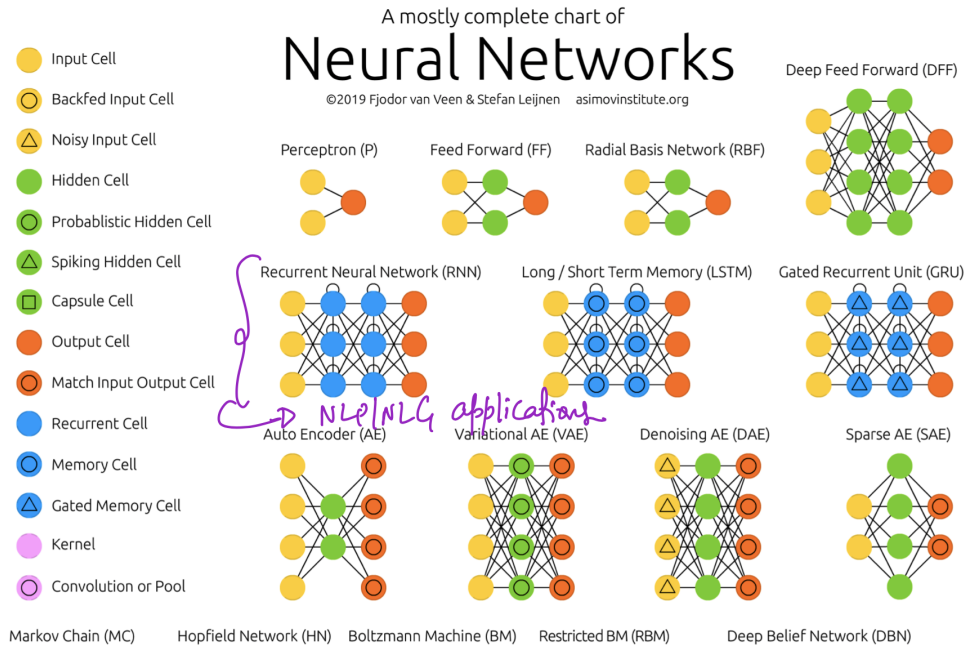 A mostly complete chart of
Neural Networks
©2019 Fjodor van Veen & Stefan Leijnen asimovinstitute.org
Input Cell
Backfed Input Cell
Noisy Input Cell
Hidden Cell
Probablistic Hidden Cell
Spiking Hidden Cell
Capsule Cell
Output Cell
Match Input Output Cell
Recurrent Cell
Memory Cell
Gated Memory Cell
Kernel
Convolution or Pool
Deep Feed Forward (DFF)
Perceptron (P) Feed Forward (FF) Radial Basis Network (RBF)
Recurrent Neural Network (RNN) Long / Short Term Memory (LSTM) Gated Recurrent Unit (GRU)
NLP/NLG applications
Auto Encoder (AE) Variational AE (VAE) Denoising AE (DAE) Sparse AE (SAE)
Markov Chain (MC) Hopfield Network (HN) Boltzmann Machine (BM) Restricted BM (RBM) Deep Belief Network (DBN)